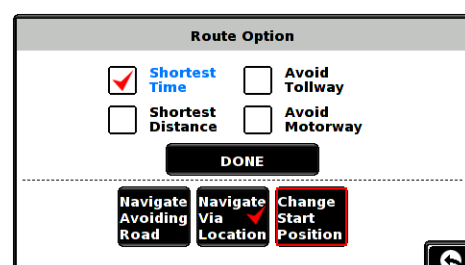 Route Option
Shortest
Time
Avoid
Tollway
Shortest
Distance
Avoid
Motorway
DONE
Navigate
Avoiding
Road
Navigate
Via
Location
Change
Start
Position